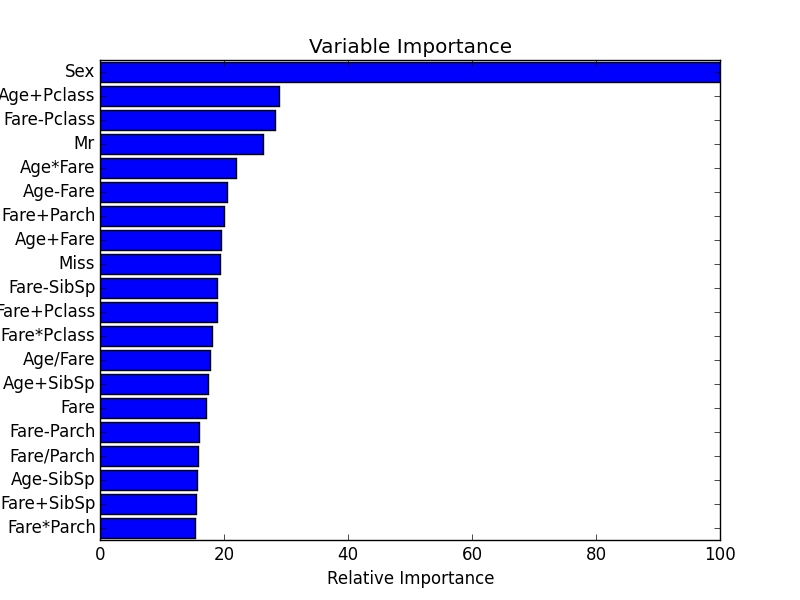 Variable Importance
Sex
Age+Pclass
Fare-Pclass
Mr
Age*Fare
Age-Fare
Fare+Parch
Age+Fare
Miss
Fare-SibSp
Fare+Pclass
Fare*Pclass
Age/Fare
Age+SibSp
Fare
Fare-Parch
Fare/Parch
Age-SibSp
Fare+SibSp
Fare*Parch
0 20 40 60 80 100
Relative Importance